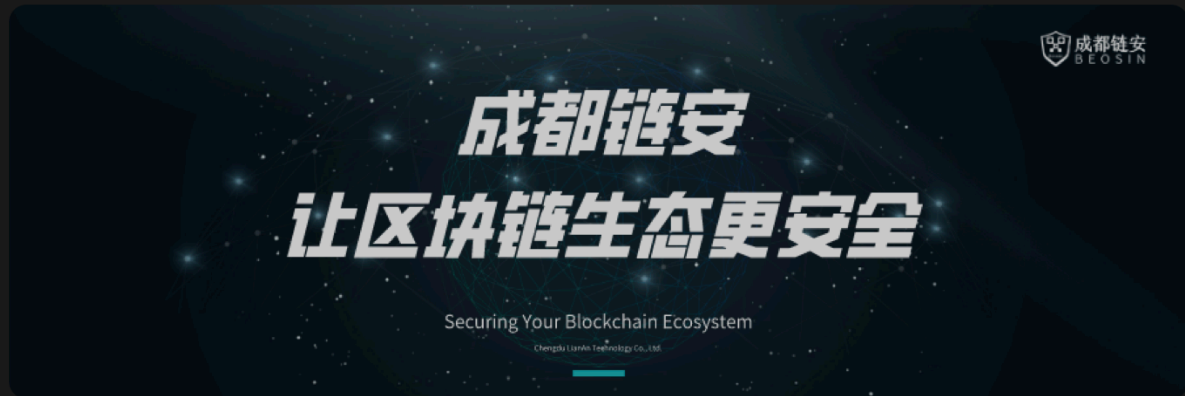 成都链安
BEOSIN
成都链安
让区块链生态更安全
Securing Your Blockchain Ecosystem
Chengdu LianAn Technology Co., Ltd.